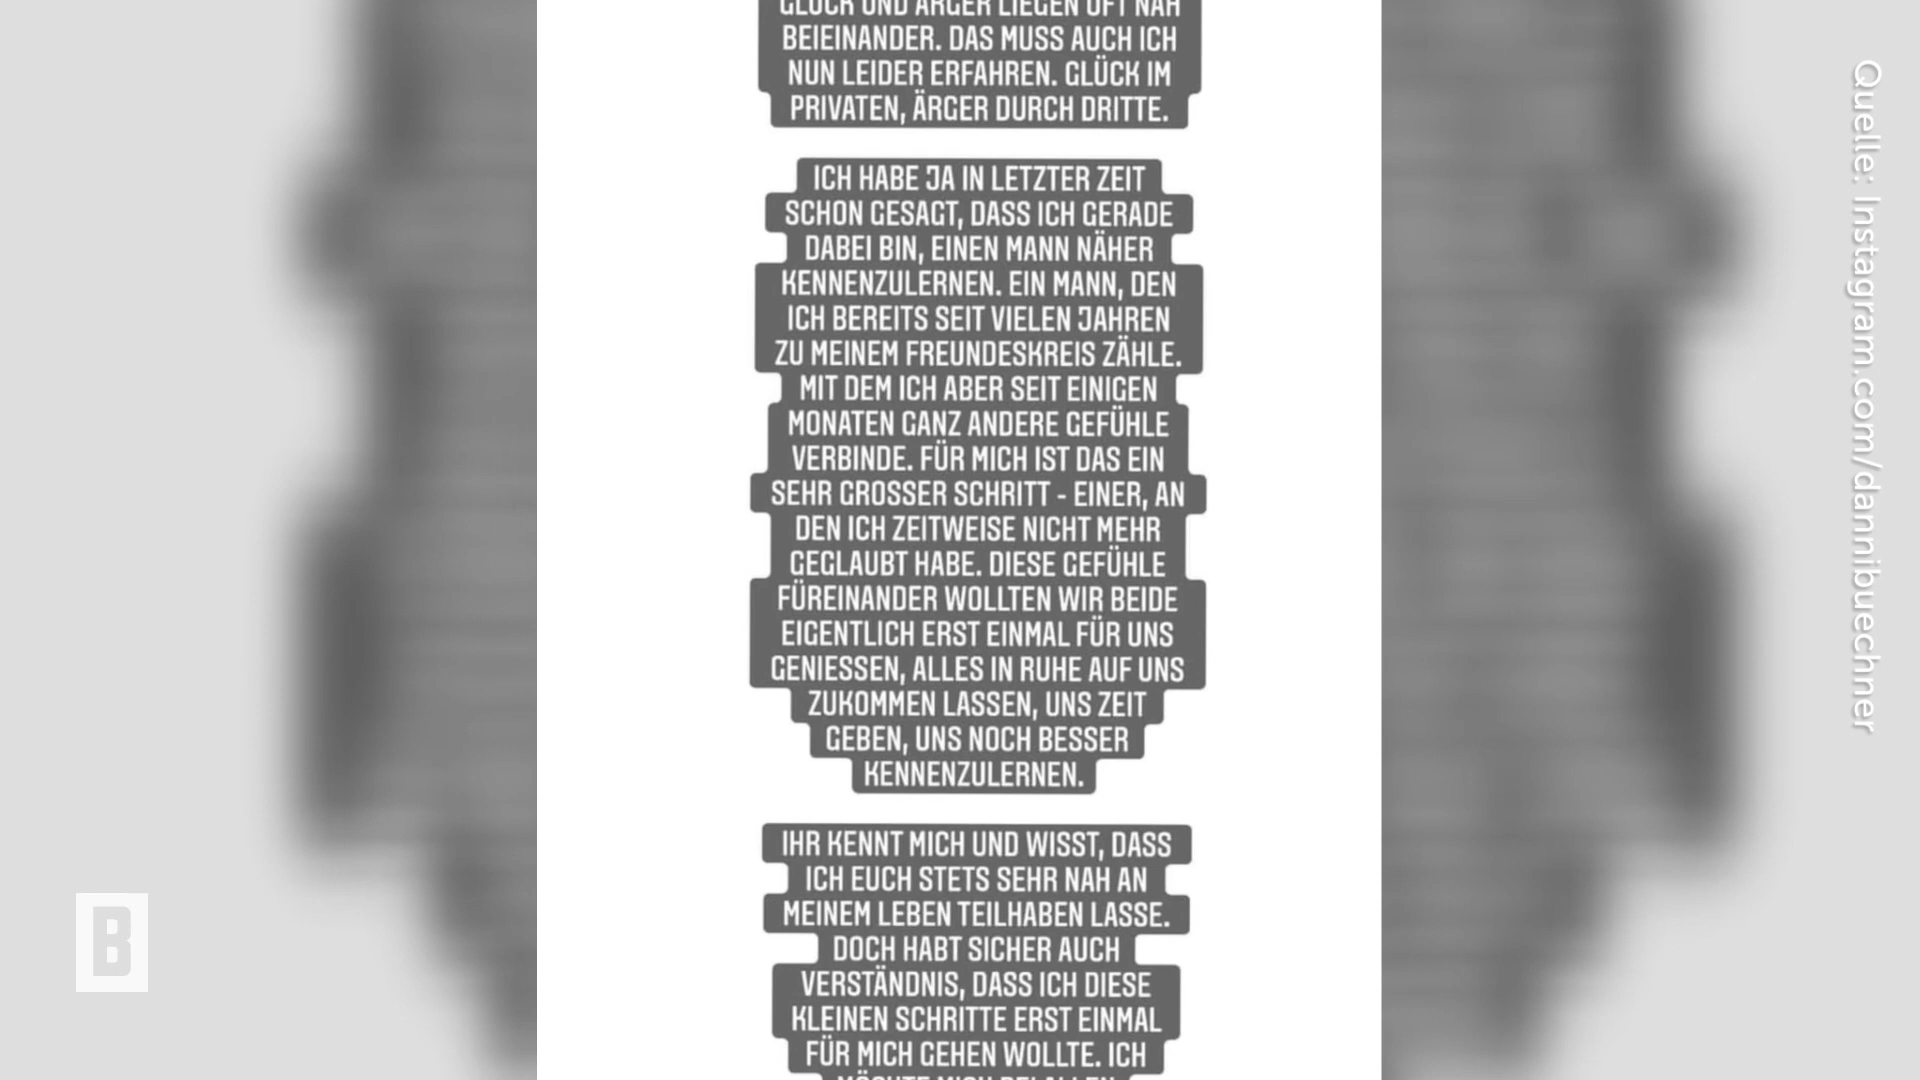 GLÜCK UND ÄRGER LIEGEN OFT NAH
BEIEINANDER. DAS MUSS AUCH ICH
NUN LEIDER ERFAHREN. GLÜCK IM
PRIVATEN, ÄRGER DURCH DRITTE.
ICH HABE JA IN LETZTER ZEIT
SCHON GESAGT, DASS ICH GERADE
DABEI BIN, EINEN MANN NÄHER
KENNENZULERNEN. EIN MANN, DEN
ICH BEREITS SEIT VIELEN JAHREN
ZU MEINEM FREUNDESKREIS ZÄHLE.
MIT DEM ICH ABER SEIT EINIGEN
MONATEN GANZ ANDERE GEFÜHLE
VERBINDE. FÜR MICH IST DAS EIN
SEHR GROSSER SCHRITT - EINER, AN
DEN ICH ZEITWEISE NICHT MEHR
GEGLAUBT HABE. DIESE GEFÜHLE
FÜREINANDER WOLLTEN WIR BEIDE
EIGENTLICH ERST EINMAL FÜR UNS
GENIESSEN, ALLES IN RUHE AUF UNS
ZUKOMMEN LASSEN, UNS ZEIT
GEBEN, UNS NOCH BESSER
KENNENZULERNEN.
IHR KENNT MICH UND WISST, DASS
ICH EUCH STETS SEHR NAH AN
MEINEM LEBEN TEILHABEN LASSE.
DOCH HABT SICHER AUCH
VERSTÄNDNIS, DASS ICH DIESE
KLEINEN SCHRITTE ERST EINMAL
FÜR MICH GEHEN WOLLTE. ICH
Quelle: Instagram.com/dannibuechner
B